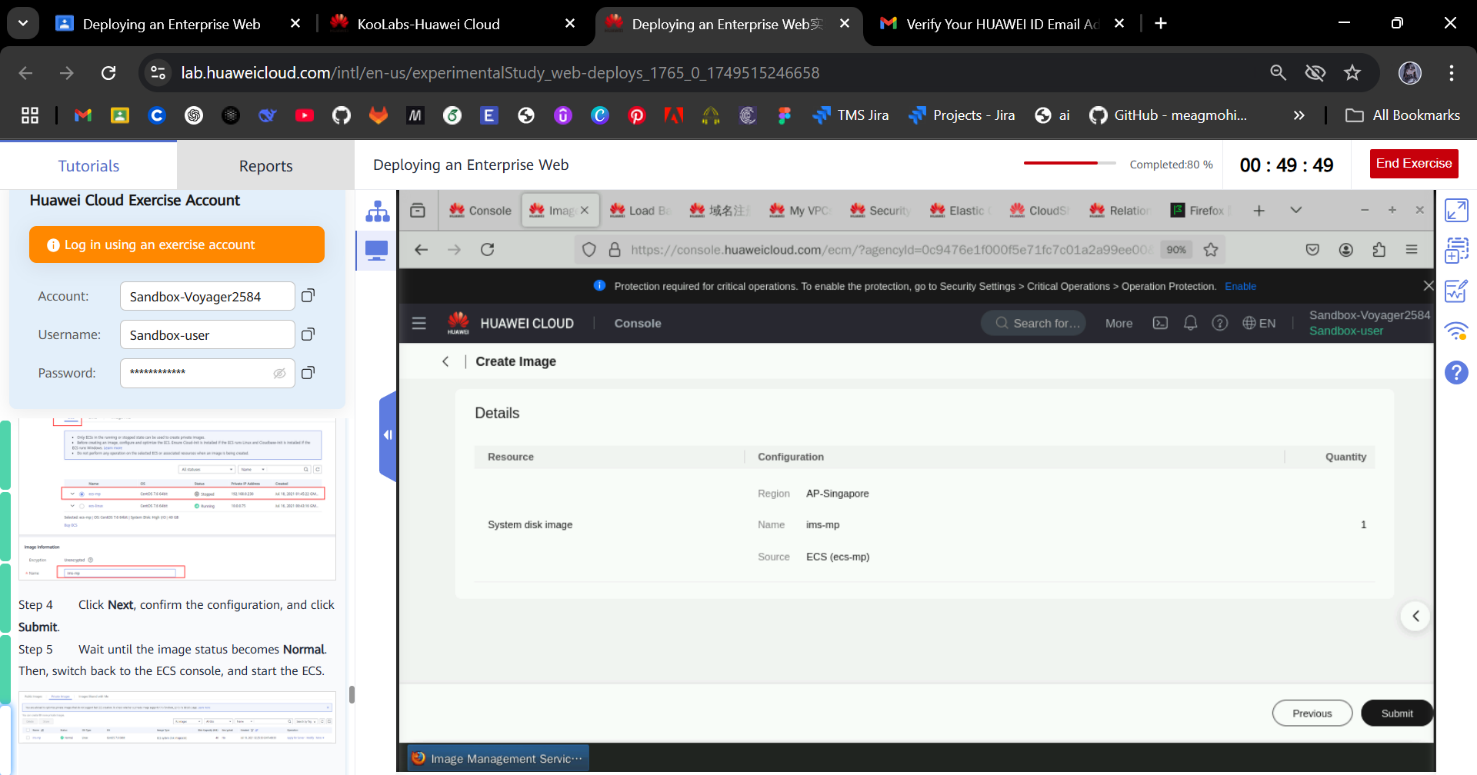 Deploying an Enterprise Web
KooLabs-Huawei Cloud
Deploying an Enterprise Web实
Verify Your HUAWEI ID Email Ad
lab.huaweicloud.com/intl/en-us/experimentalStudy_web-deploys_1765_0_1749515246658
TMS Jira
Projects - Jira
ai
GitHub - meagmohi...
All Bookmarks
Tutorials
Reports
Deploying an Enterprise Web
Completed:80 %
00 : 49 : 49
End Exercise
Huawei Cloud Exercise Account
Log in using an exercise account
Account:
Sandbox-Voyager2584
Username:
Sandbox-user
Password:
************
Image Information
Step 4 Click Next, confirm the configuration, and click
Submit.
Step 5 Wait until the image status becomes Normal.
Then, switch back to the ECS console, and start the ECS.
Console
Imag
Load Ba
域名注
My VPC
Security
Elastic
CloudS
Relation
Firefox
https://console.huaweicloud.com/ecm/?agencyId=0c9476e1f000f5e71fc7c01a2a99ee00
90%
Protection required for critical operations. To enable the protection, go to Security Settings > Critical Operations > Operation Protection. Enable
HUAWEI
HUAWEI CLOUD
Console
Search for...
More
EN
Sandbox-Voyager2584
Sandbox-user
Create Image
Details
Resource
Configuration
Quantity
Region AP-Singapore
System disk image
Name ims-mp
1
Source ECS (ecs-mp)
Previous
Submit
Image Management Servic···